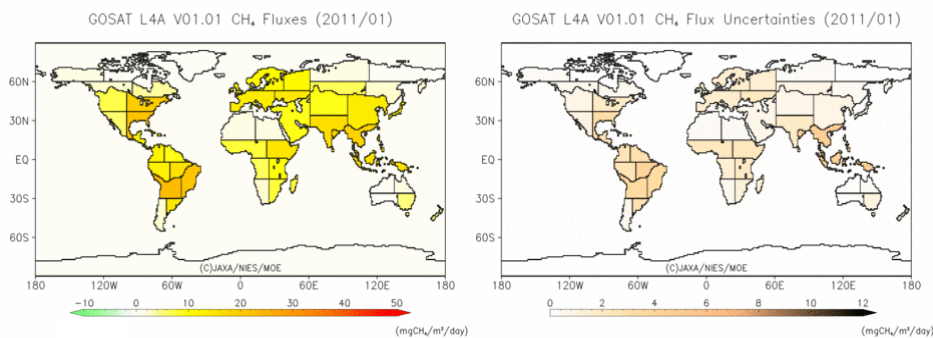 GOSAT L4A V01.01 CH₄ Fluxes (2011/01)
60N
30N
EQ
30S
60S
(C)JAXA/NIES/MOE
180 120W 60W 0 60E 120E 180
-10 0 10 20 30 40 50
(mgCH₄/m²/day)
GOSAT L4A V01.01 CH₄ Flux Uncertainties (2011/01)
60N
30N
EQ
30S
60S
(C)JAXA/NIES/MOE
180 120W 60W 0 60E 120E 180
0 2 4 6 8 10 12
(mgCH₄/m²/day)